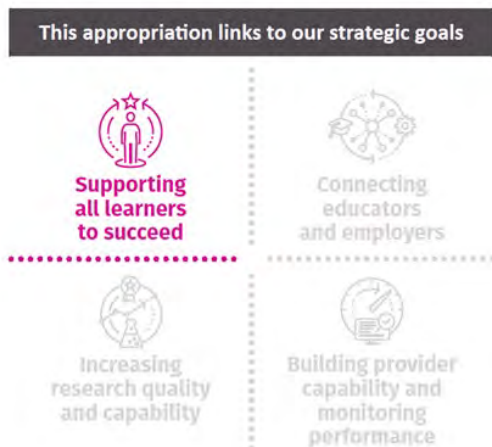 This appropriation links to our strategic goals
Supporting
all learners
to succeed
Connecting
educators
and employers
Increasing
research quality
and capability
Building provider
capability and
monitoring
performance